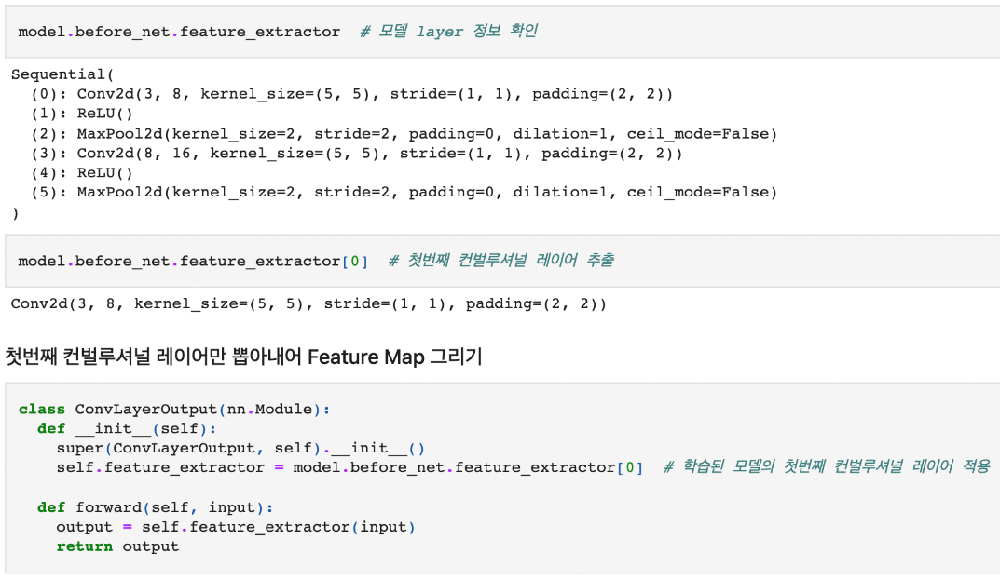 model.before_net.feature_extractor  # 모델 layer 정보 확인
Sequential(
  (0): Conv2d(3, 8, kernel_size=(5, 5), stride=(1, 1), padding=(2, 2))
  (1): ReLU()
  (2): MaxPool2d(kernel_size=2, stride=2, padding=0, dilation=1, ceil_mode=False)
  (3): Conv2d(8, 16, kernel_size=(5, 5), stride=(1, 1), padding=(2, 2))
  (4): ReLU()
  (5): MaxPool2d(kernel_size=2, stride=2, padding=0, dilation=1, ceil_mode=False)
)
model.before_net.feature_extractor[0]  # 첫번째 컨벌루셔널 레이어 추출
Conv2d(3, 8, kernel_size=(5, 5), stride=(1, 1), padding=(2, 2))
첫번째 컨벌루셔널 레이어만 뽑아내어 Feature Map 그리기
class ConvLayerOutput(nn.Module):
  def __init__(self):
    super(ConvLayerOutput, self).__init__()
    self.feature_extractor = model.before_net.feature_extractor[0]  # 학습된 모델의 첫번째 컨벌루셔널 레이어 적용
  def forward(self, input):
    output = self.feature_extractor(input)
    return output